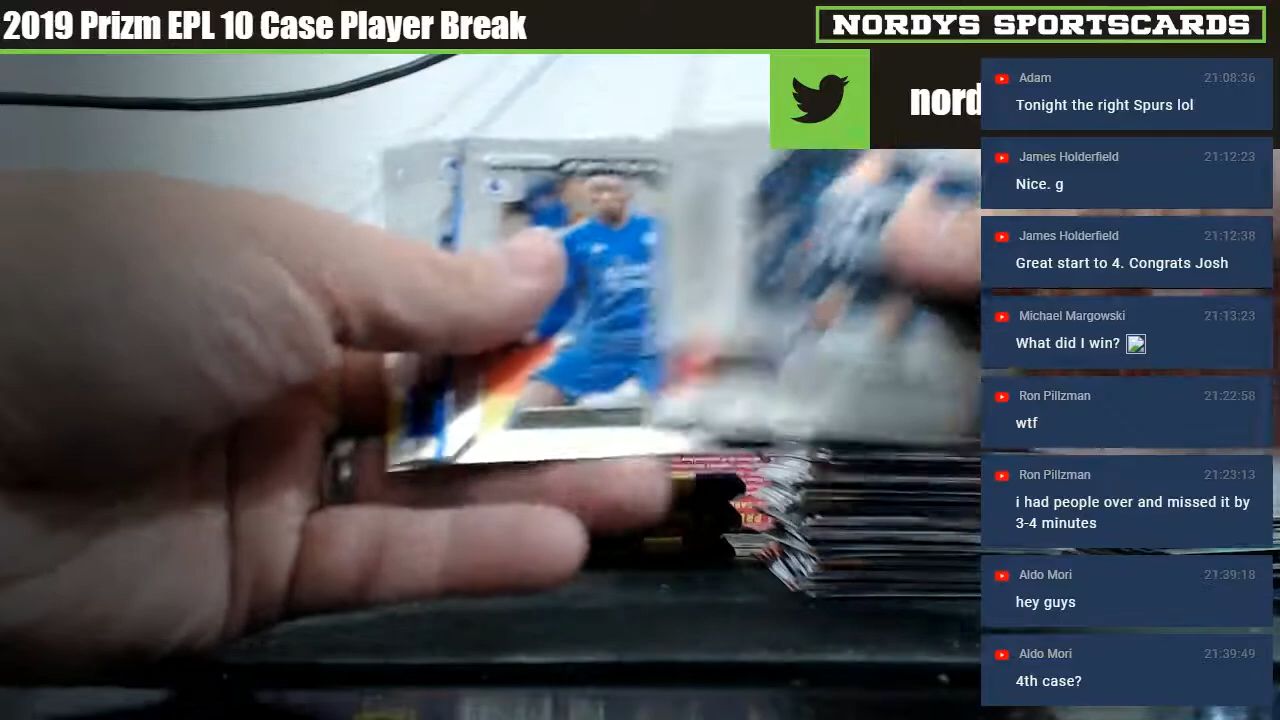 2019 Prizm EPL 10 Case Player Break
NORDYS SPORTSCARDS
nord
Adam 21:08:36
Tonight the right Spurs lol
James Holderfield 21:12:23
Nice. g
James Holderfield 21:12:38
Great start to 4. Congrats Josh
Michael Margowski 21:13:23
What did I win?
Ron Pillzman 21:22:58
wtf
Ron Pillzman 21:23:13
i had people over and missed it by
3-4 minutes
Aldo Mori 21:39:18
hey guys
Aldo Mori 21:39:49
4th case?